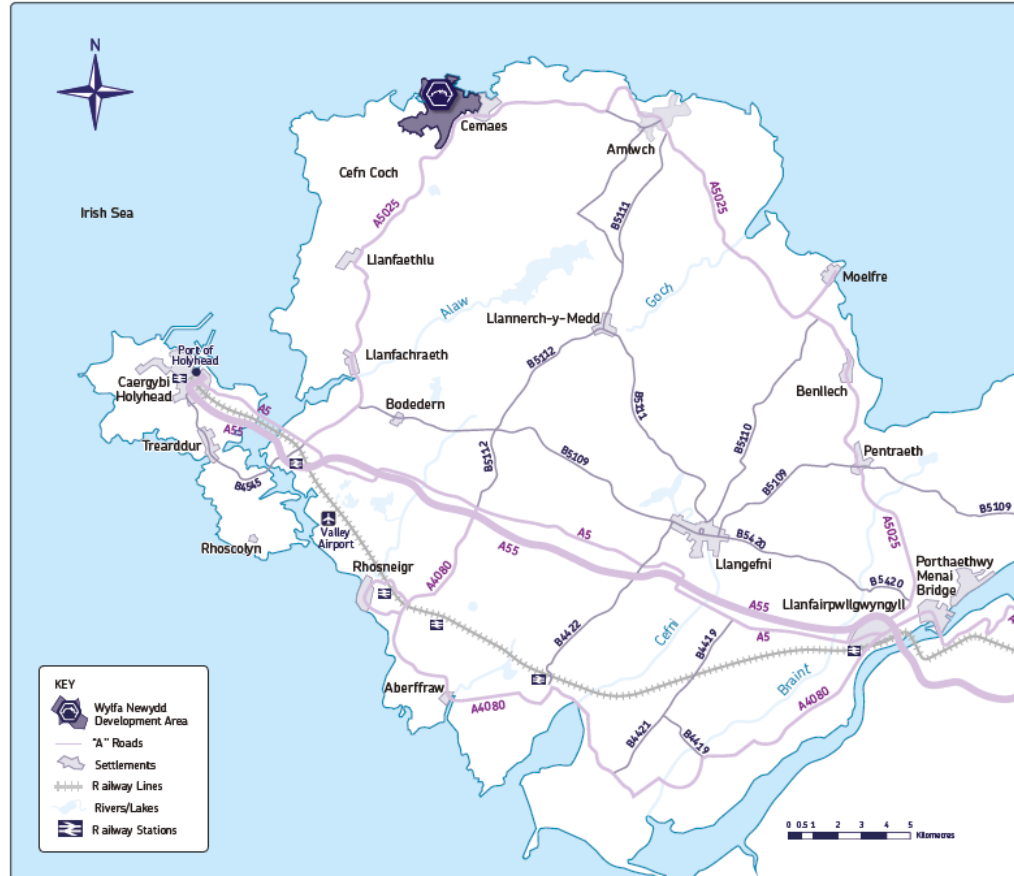 N
Cemaes
Amlwch
Cefn Coch
Irish Sea
A5025
B5111
A5025
Llanfaethlu
Moelfre
Goch
Alaw
Llannerch-y-Medd
Port of
Holyhead
Llanfachraeth
B5112
Caergybi
Holyhead
Benllech
Bodedern
A5
B5111
B5110
A55
Trearddur
B5112
B5109
Pentraeth
B4545
B5109
B5109
Valley
Airport
Rhoscolyn
A5
A55
Llangefni
B5420
A5025
Rhosneigr
A4080
Porthaethwy
Menai
Bridge
B5420
Llanfairpwllgwyngyll
A55
B4422
Cefni
B4419
A5
KEY
Wylfa Newydd
Development Area
"A" Roads
Settlements
Railway Lines
Rivers/Lakes
Railway Stations
Aberffraw
A4080
Braint
A4080
B4421
B4419
0 0.5 1 2 3 4 5
Kilometres